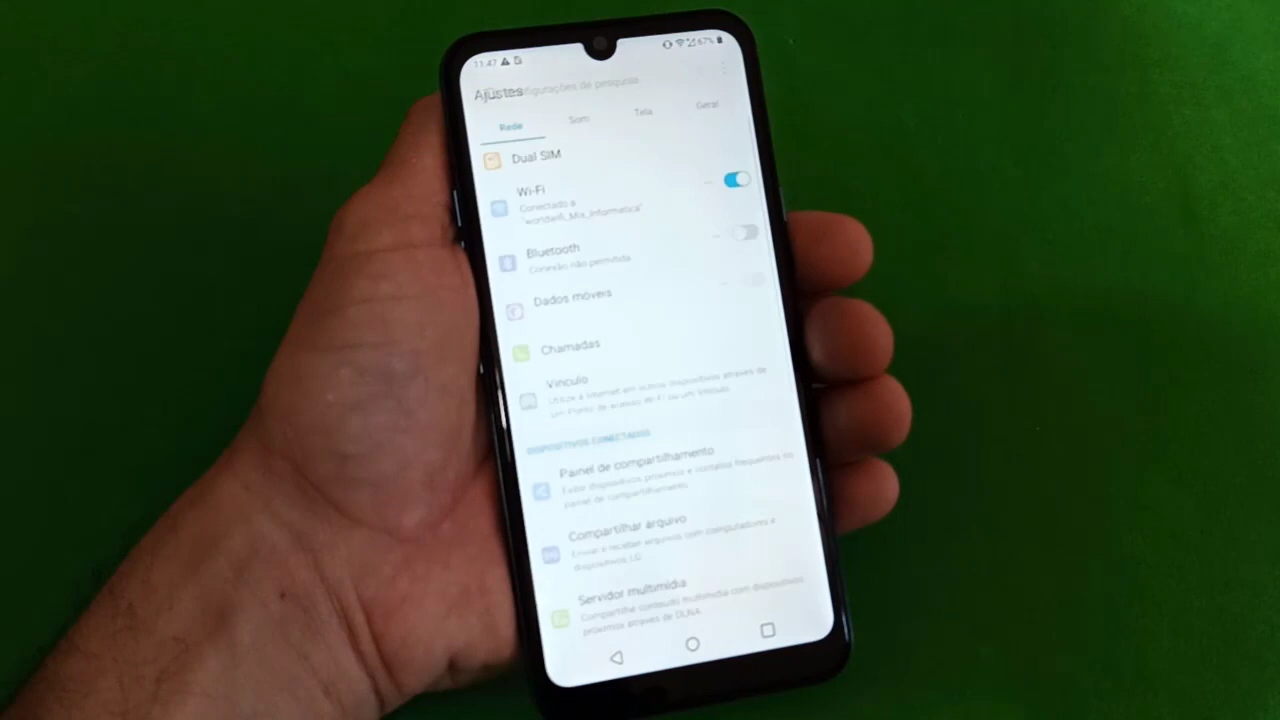 11:47
67%
Ajustes
configurações de pesquisa
Rede Som Tela Geral
Dual SIM
Wi-Fi
Conectado a
Bluetooth
Conexão não permitida
Dados móveis
Chamadas
Vínculo
Utilize a Internet em outros dispositivos através de
um Ponto de acesso Wi-Fi ou um Vínculo
DISPOSITIVOS CONECTADOS
Painel de compartilhamento
Exibir dispositivos próximos e contatos frequentes no
painel de compartilhamento
Compartilhar arquivo
Enviar e receber arquivos com computadores e
dispositivos LG
Servidor multimídia
Compartilhe conteúdo multimídia com dispositivos
próximos através de DLNA